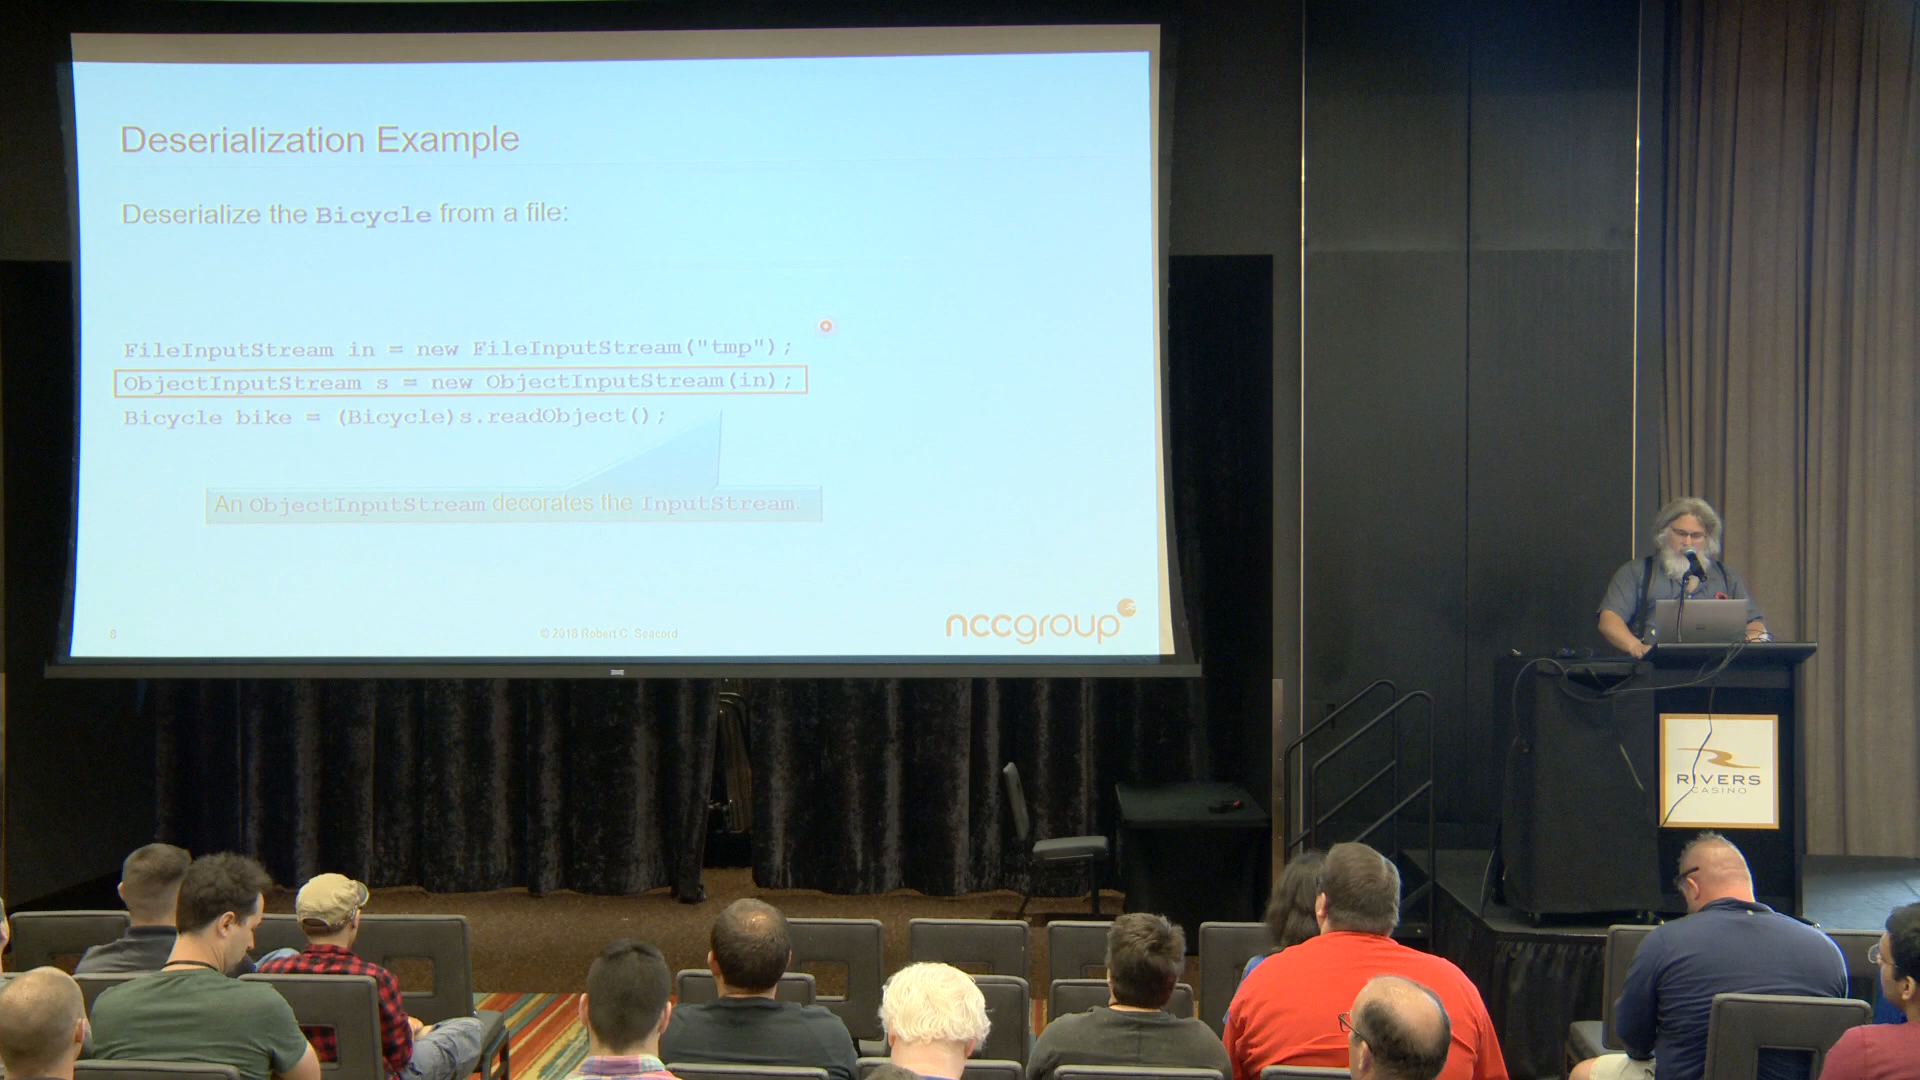 Deserialization Example
Deserialize the Bicycle from a file:
FileInputStream in = new FileInputStream("tmp");
ObjectInputStream s = new ObjectInputStream(in);
Bicycle bike = (Bicycle)s.readObject();
An ObjectInputStream decorates the InputStream.
8
© 2018 Robert C. Seacord
nccgroup
RIVERS
CASINO